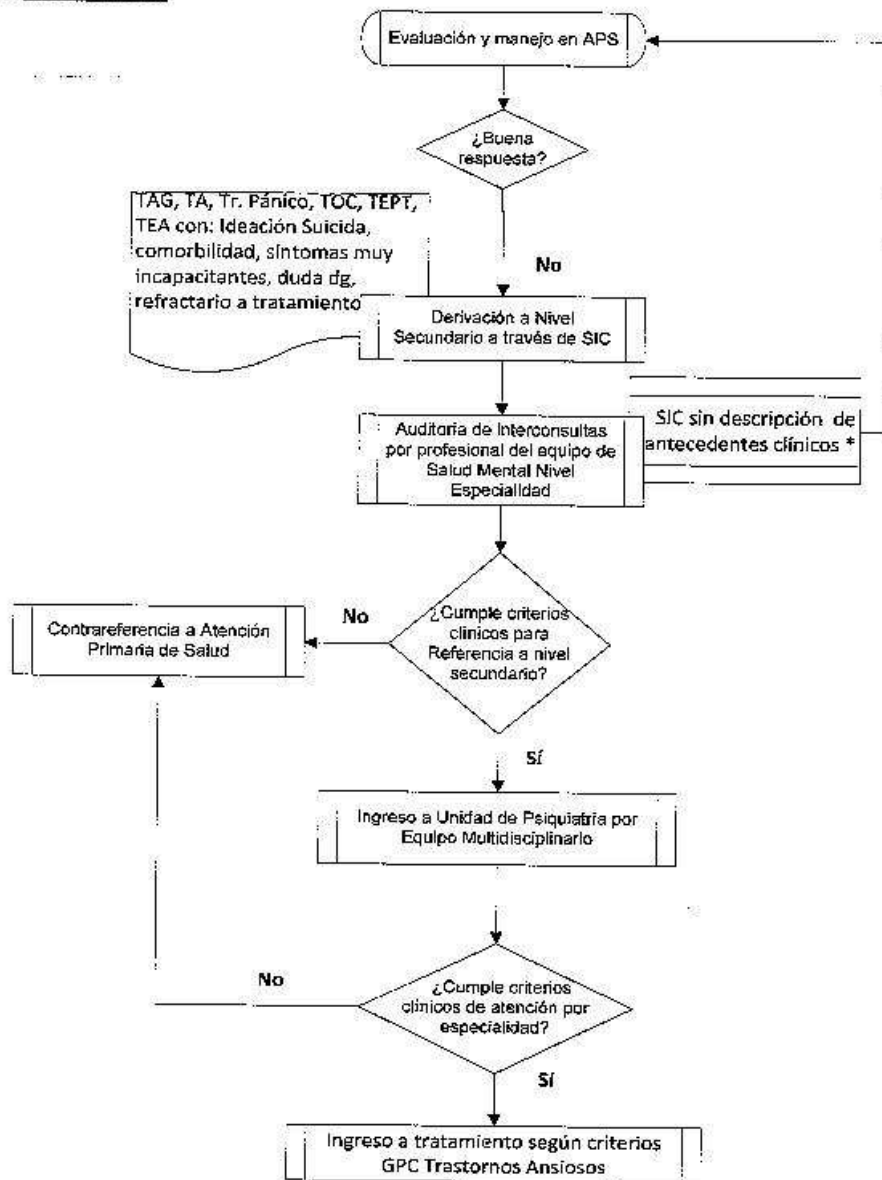 Evaluación y manejo en APS
¿Buena
respuesta?
TAG, TA, Tr. Pánico, TOC, TEPT,
TEA con: Ideación Suicida,
comorbilidad, síntomas muy
incapacitantes, duda dg,
refractario a tratamiento
No
Derivación a Nivel
Secundario a través de SIC
Auditoría de Interconsultas
por profesional del equipo de
Salud Mental Nivel
Especialidad
SIC sin descripción de
antecedentes clínicos *
¿Cumple criterios
clínicos para
Referencia a nivel
secundario?
No
Contrareferencia a Atención
Primaria de Salud
Sí
Ingreso a Unidad de Psiquiatría por
Equipo Multidisciplinario
¿Cumple criterios
clínicos de atención por
especialidad?
No
Sí
Ingreso a tratamiento según criterios
GPC Trastornos Ansiosos